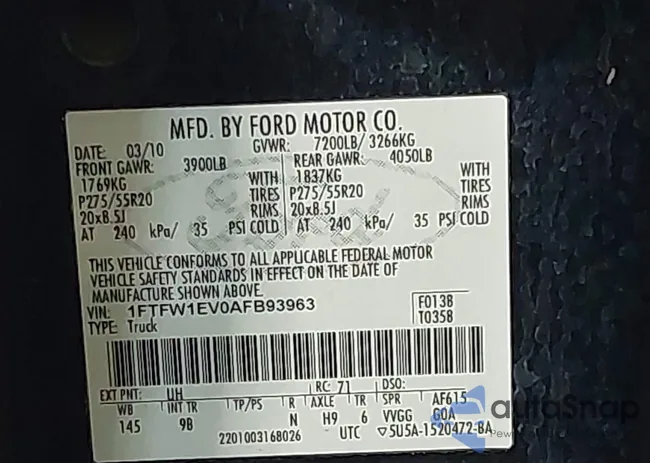 MFD. BY FORD MOTOR CO.
DATE: 03/10 GVWR: 7200LB/ 3266KG
FRONT GAWR: 3900LB REAR GAWR: 4050LB
1769KG WITH 1837KG WITH
P275/55R20 TIRES P275/55R20 TIRES
20x8.5J RIMS 20x8.5J RIMS
AT 240 kPa/ 35 PSI COLD AT 240 kPa/ 35 PSI COLD
THIS VEHICLE CONFORMS TO ALL APPLICABLE FEDERAL MOTOR
VEHICLE SAFETY STANDARDS IN EFFECT ON THE DATE OF
MANUFACTURE SHOWN ABOVE.
VIN: 1FTFW1EV0AFB93963 F0138
TYPE: Truck T0358
EXT PNT: UH RC: 71 DSO:
WB INT TR TP/PS R AXLE TR SPR AF615
145 9B N H9 6 VVGG GOA
2201003168026 UTC ▽5U5A-1520472-BA
autoSnap
Powered by